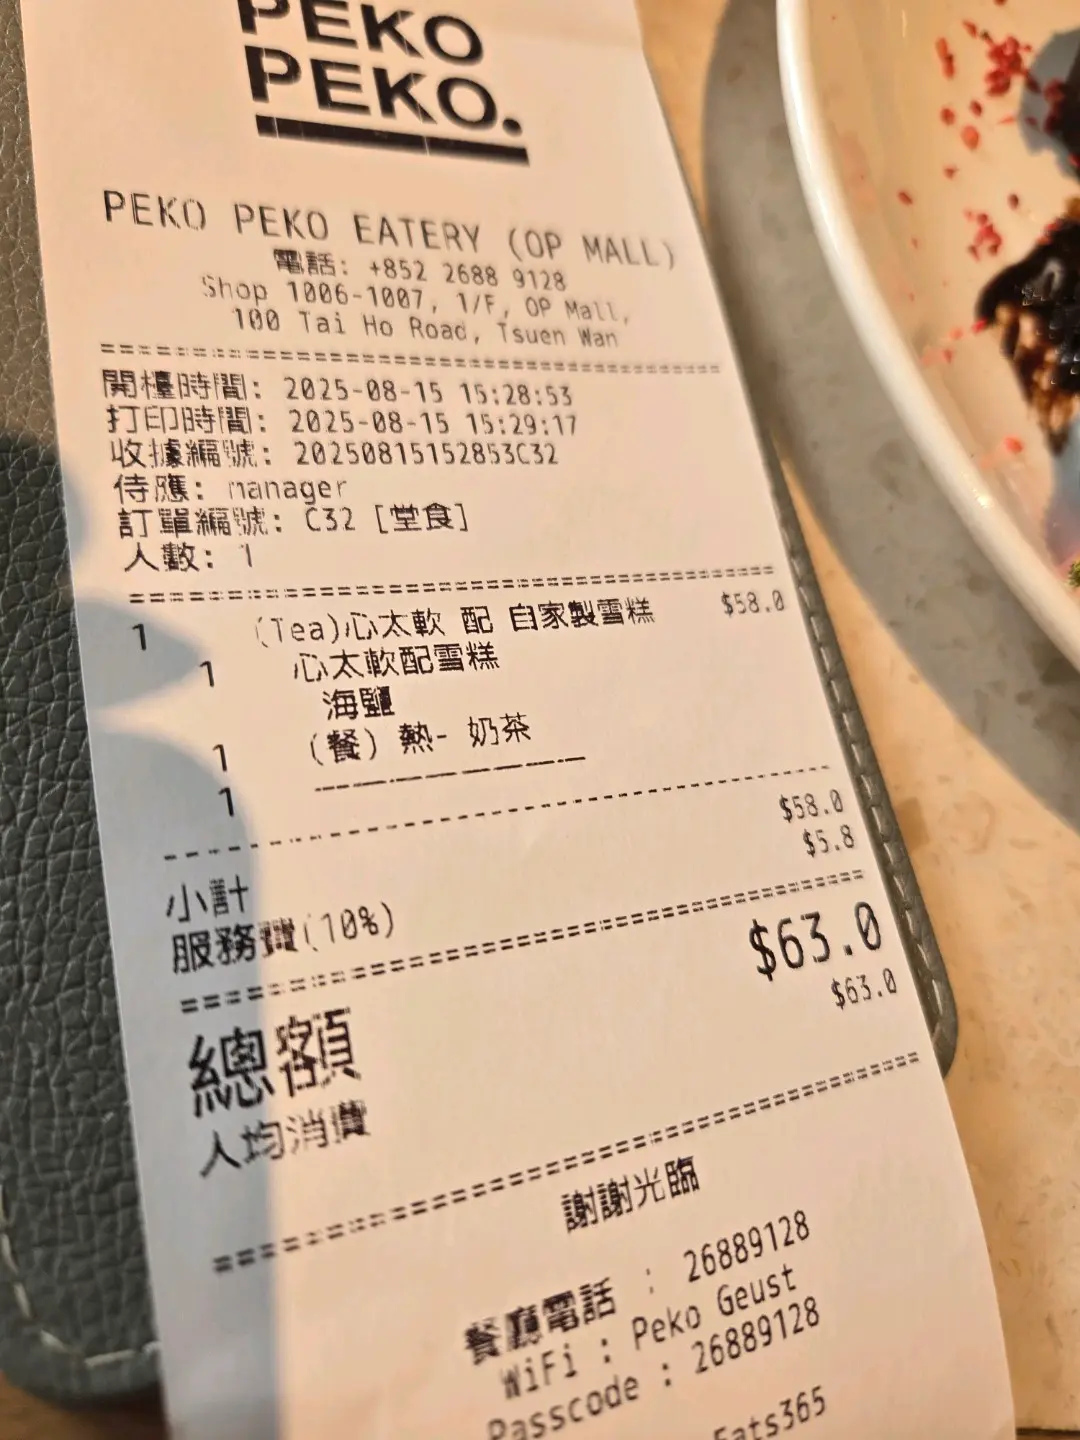 PEKO
PEKO.
PEKO PEKO EATERY (OP MALL)
電話: +852 2688 9128
Shop 1006-1007, 1/F, OP Mall,
100 Tai Ho Road, Tsuen Wan
開檯時間: 2025-08-15 15:28:53
打印時間: 2025-08-15 15:29:17
收據編號: 20250815152853C32
侍應: manager
訂單編號: C32 [堂食]
人數: 1
1 (Tea)心太軟 配 自家製雪糕 $58.0
1 心太軟配雪糕
海鹽
1 (餐) 熱- 奶茶
1
小計 $58.0
服務費(10%) $5.8
總額 $63.0
人均消費 $63.0
謝謝光臨
餐廳電話 : 26889128
WiFi : Peko Geust
Passcode : 26889128
Eats365